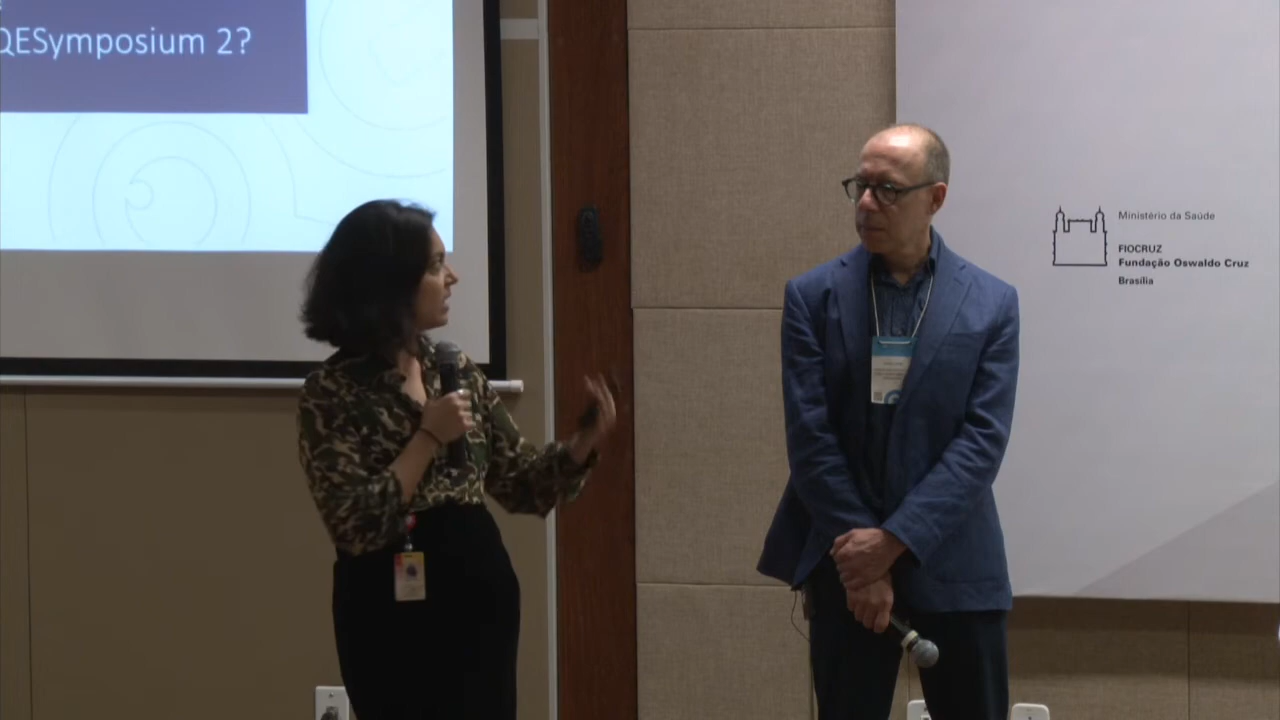 QESymposium 2?
Ministério da Saúde
FIOCRUZ
Fundação Oswaldo Cruz
Brasília